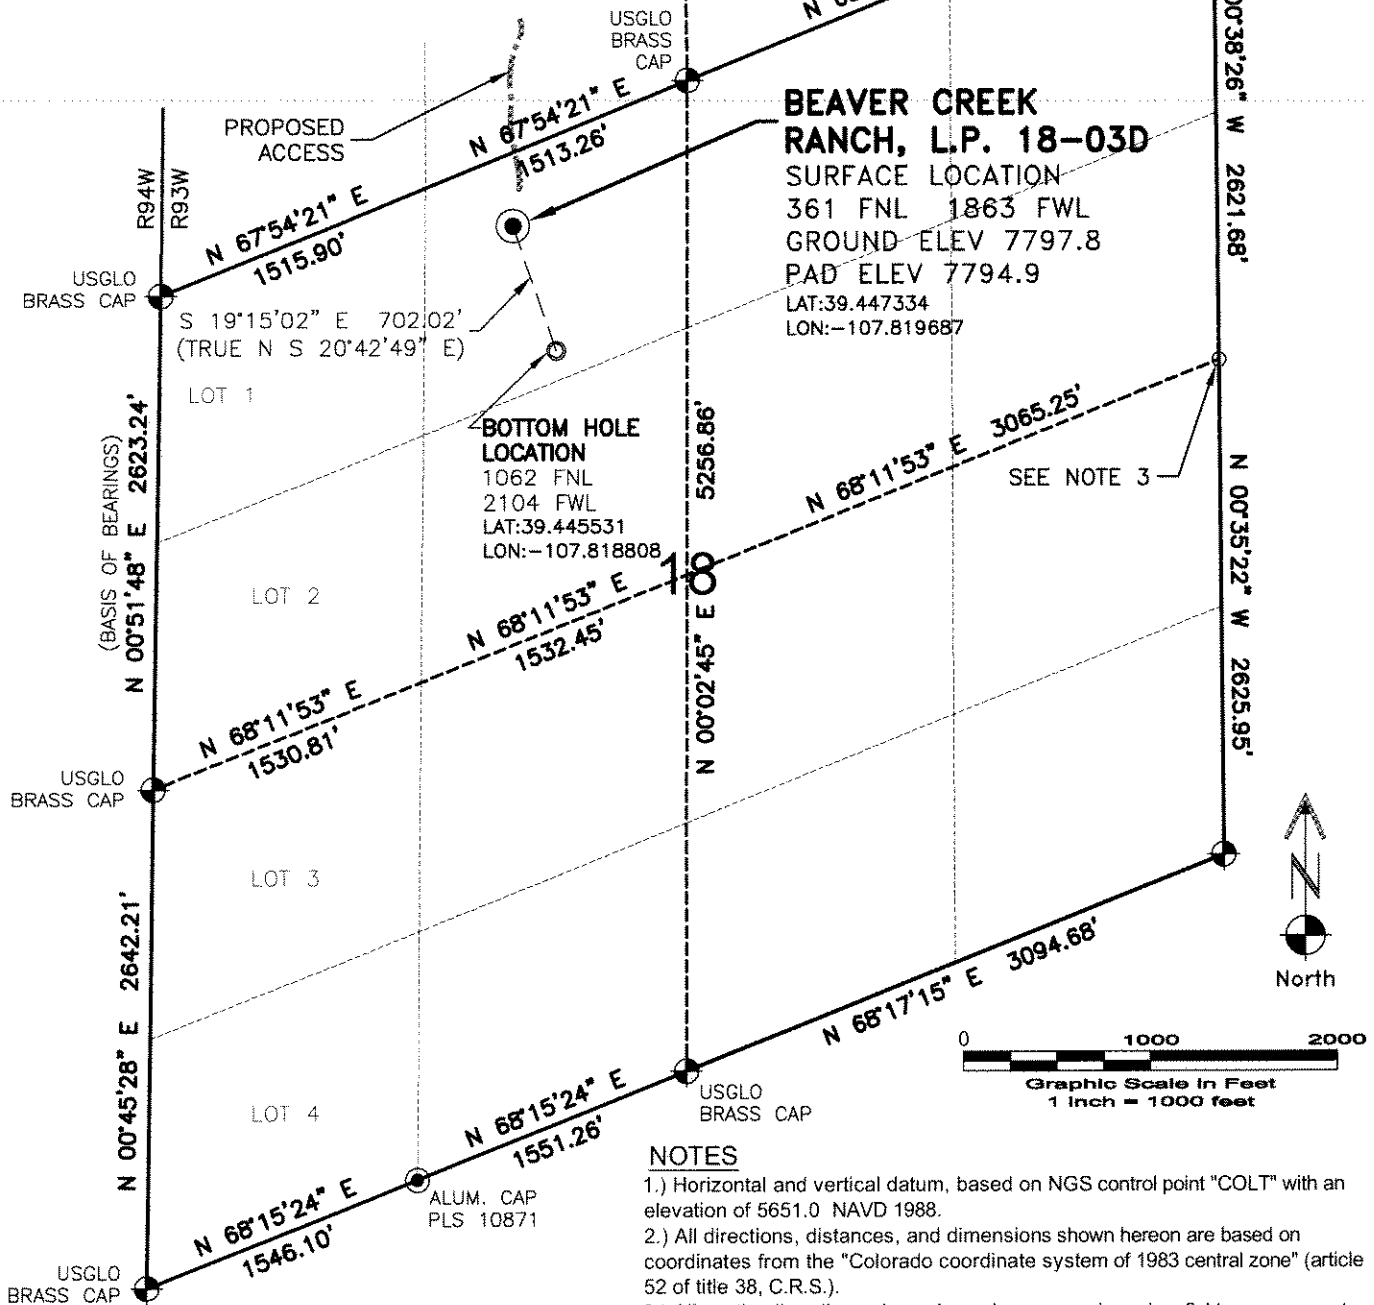 USGLO
BRASS
CAP
PROPOSED
ACCESS
N 67°54'21" E
1513.26'
BEAVER CREEK
RANCH, L.P. 18-03D
SURFACE LOCATION
361 FNL 1863 FWL
GROUND ELEV 7797.8
PAD ELEV 7794.9
LAT:39.447334
LON:-107.819687
00°38'26" W 2621.68'
R94W
R93W
N 67°54'21" E
1515.90'
USGLO
BRASS CAP
S 19°15'02" E 702.02'
(TRUE N S 20°42'49" E)
LOT 1
BOTTOM HOLE
LOCATION
1062 FNL
2104 FWL
LAT:39.445531
LON:-107.818808
5256.86'
N 00°02'45" E
18
N 68°11'53" E 3065.25'
SEE NOTE 3
(BASIS OF BEARINGS)
N 00°51'48" E 2623.24'
LOT 2
N 68°11'53" E
1532.45'
N 68°11'53" E
1530.81'
N 00°35'22" W 2625.95'
USGLO
BRASS CAP
LOT 3
N 00°45'28" E 2642.21'
N 68°17'15" E 3094.68'
N
North
0 1000 2000
Graphic Scale in Feet
1 inch = 1000 feet
LOT 4
N 68°15'24" E
1551.26'
USGLO
BRASS CAP
ALUM. CAP
PLS 10871
N 68°15'24" E
1546.10'
USGLO
BRASS CAP
NOTES
1.) Horizontal and vertical datum, based on NGS control point "COLT" with an
elevation of 5651.0 NAVD 1988.
2.) All directions, distances, and dimensions shown hereon are based on
coordinates from the "Colorado coordinate system of 1983 central zone" (article
52 of title 38, C.R.S.).